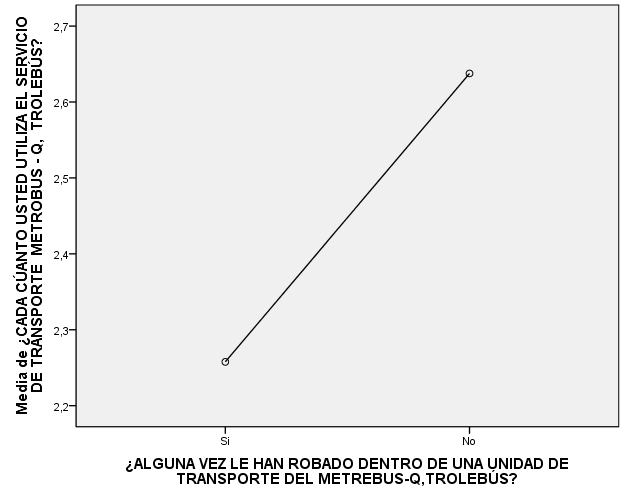 Media de ¿CADA CÚANTO USTED UTILIZA EL SERVICIO
DE TRANSPORTE METROBUS - Q, TROLEBÚS?
2,7
2,6
2,5
2,4
2,3
2,2
Si
No
¿ALGUNA VEZ LE HAN ROBADO DENTRO DE UNA UNIDAD DE
TRANSPORTE DEL METREBUS-Q,TROLEBÚS?